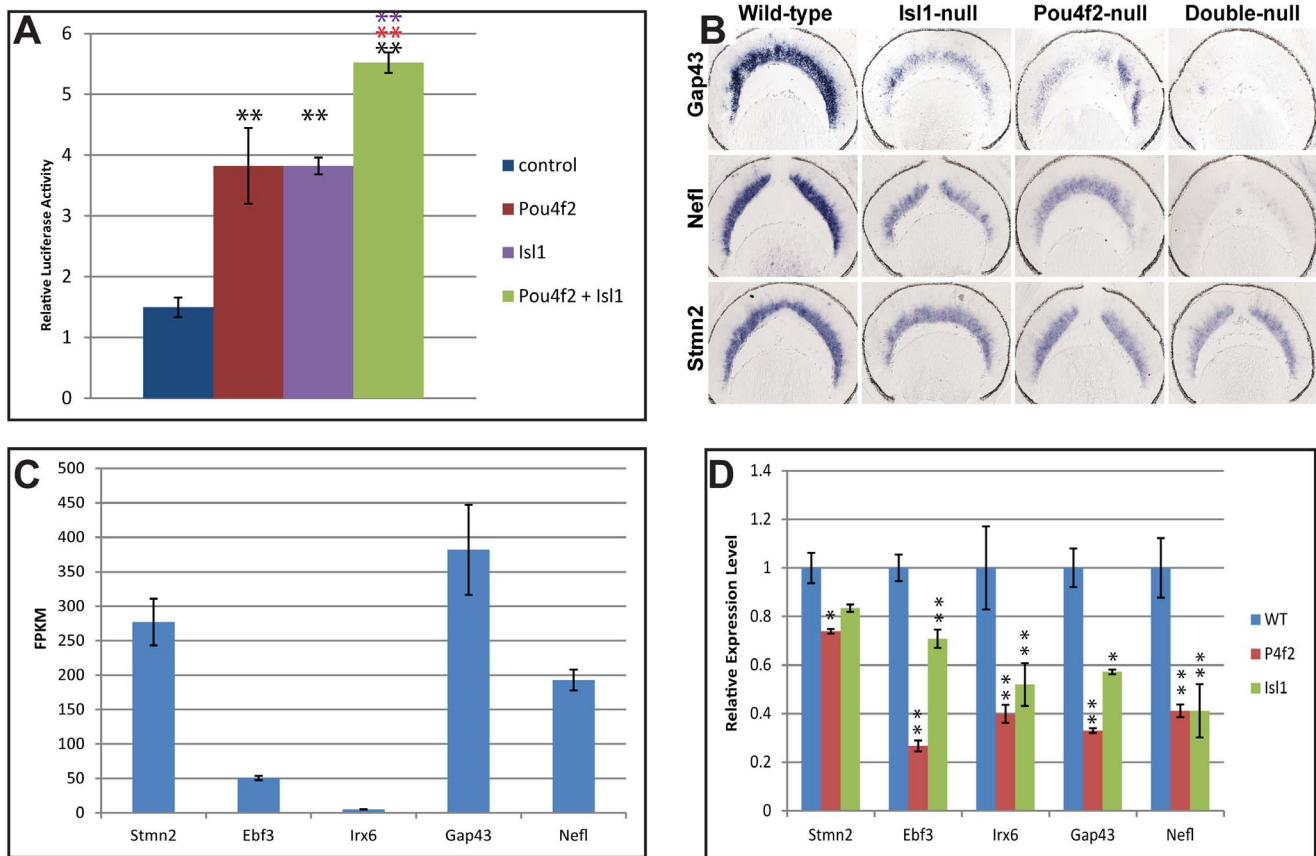 A
Relative Luciferase Activity
6
5
4
3
2
1
0
**
**
**
**
**
control
Pou4f2
Isl1
Pou4f2 + Isl1
B
Wild-type Isl1-null Pou4f2-null Double-null
Gap43
Nefl
Stmn2
C
FPKM
500
450
400
350
300
250
200
150
100
50
0
Stmn2 Ebf3 Irx6 Gap43 Nefl
D
Relative Expression Level
1.4
1.2
1
0.8
0.6
0.4
0.2
0
*
**
**
**
**
**
*
**
**
Stmn2 Ebf3 Irx6 Gap43 Nefl
WT
P4f2
Isl1